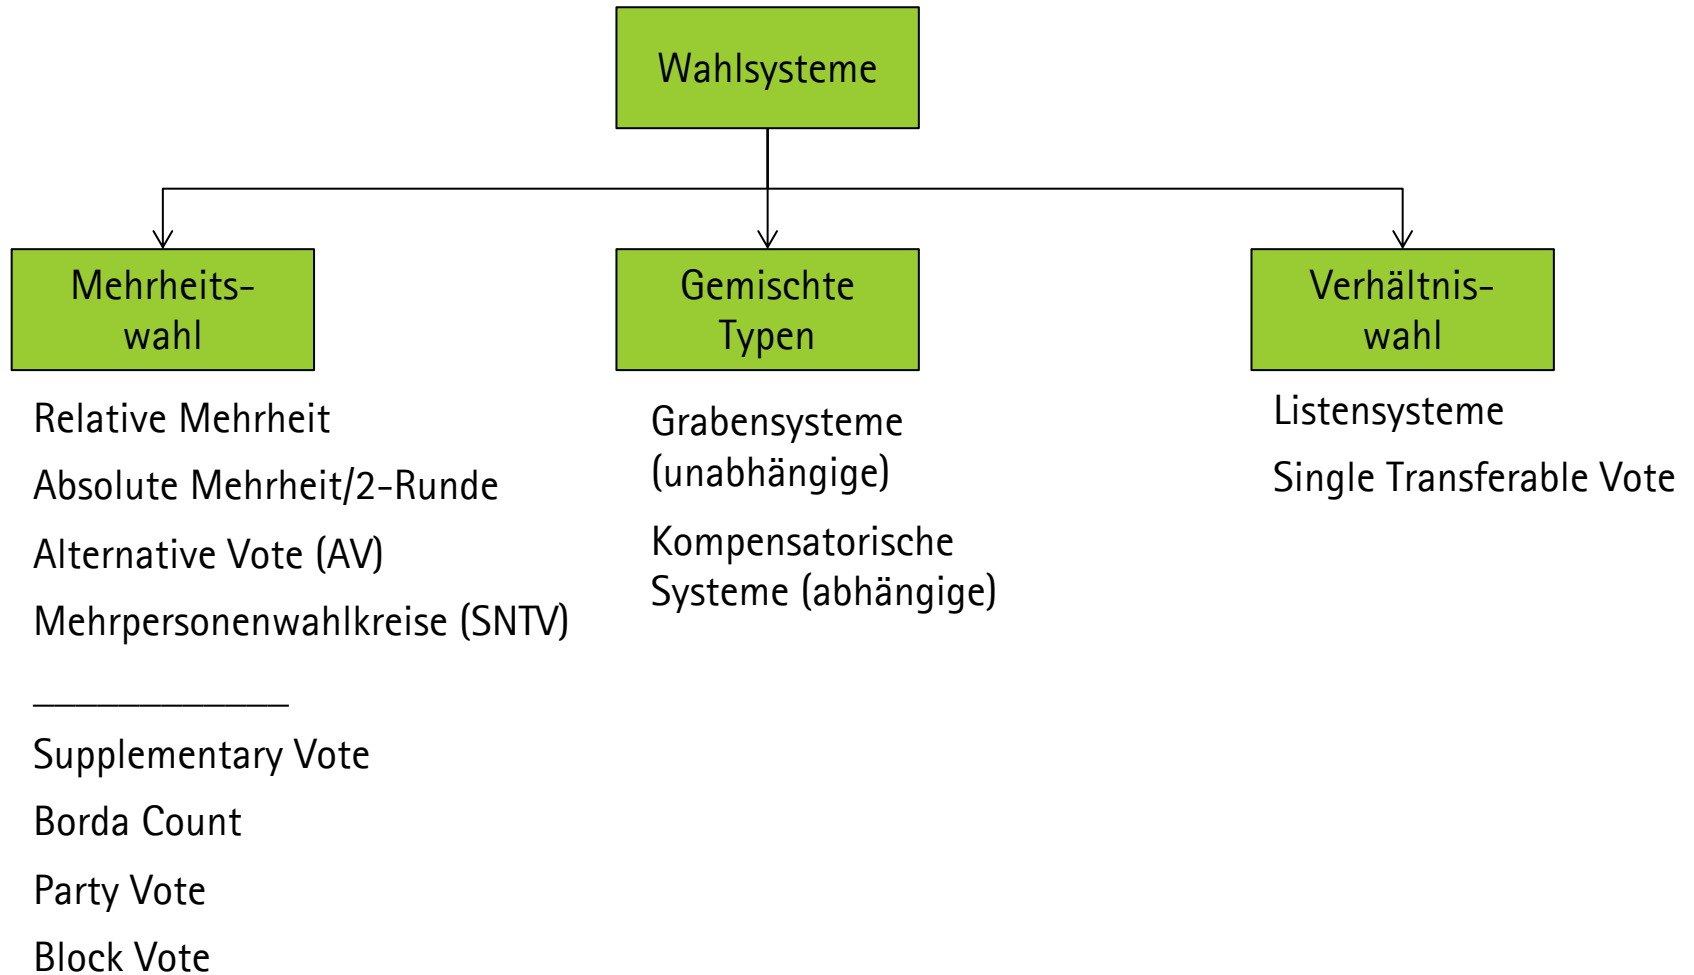 Wahlsysteme
Mehrheits-
wahl
Relative Mehrheit
Absolute Mehrheit/2-Runde
Alternative Vote (AV)
Mehrpersonenwahlkreise (SNTV)
____________
Supplementary Vote
Borda Count
Party Vote
Block Vote
Gemischte
Typen
Grabensysteme
(unabhängige)
Kompensatorische
Systeme (abhängige)
Verhältnis-
wahl
Listensysteme
Single Transferable Vote